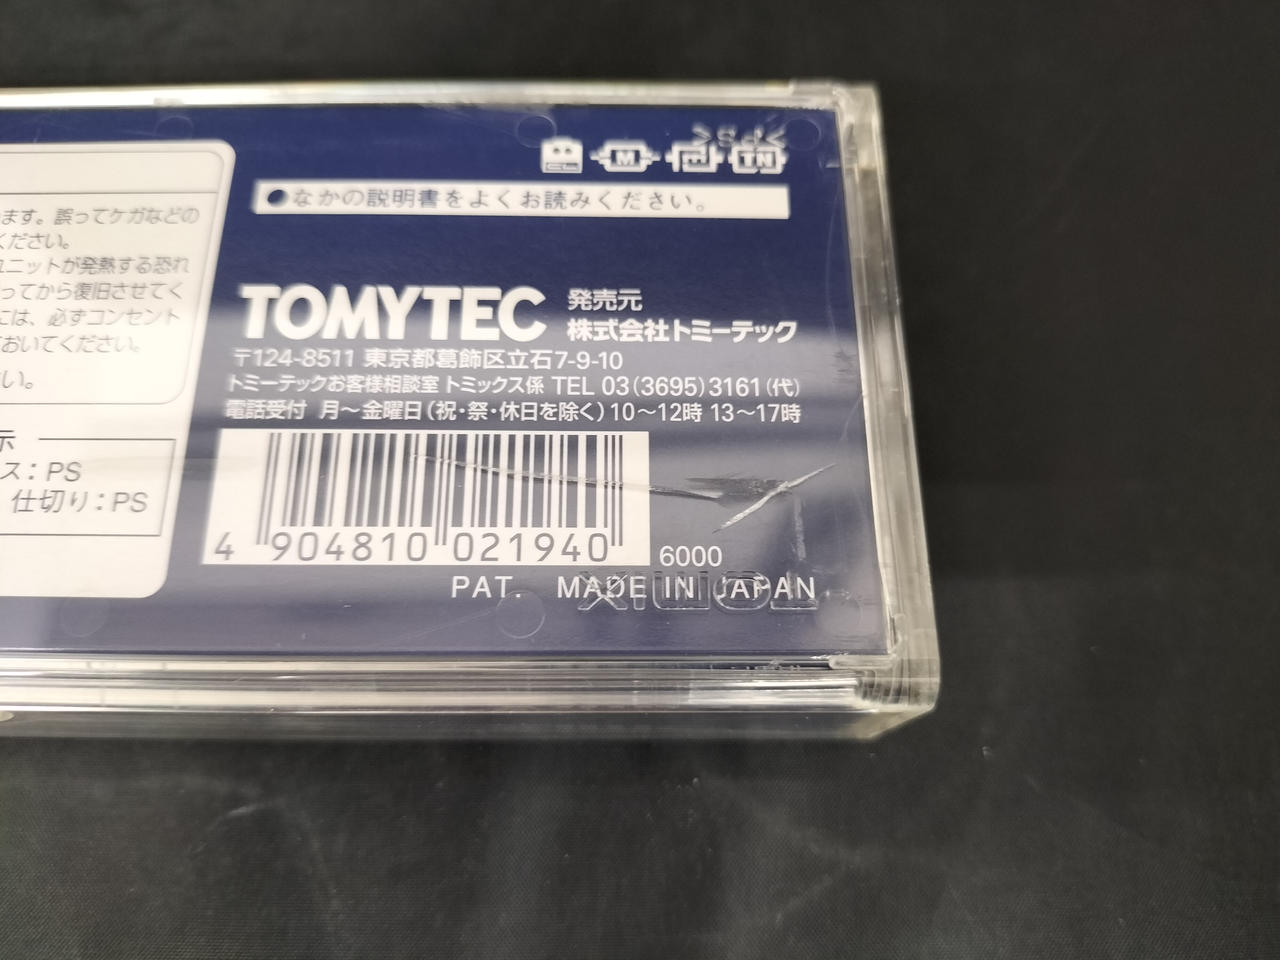 >PS<
CL M TN
●なかの説明書をよくお読みください。
ます。誤ってケガなどの
ください。
ユニットが発熱する恐れ
ってから復旧させてく
には、必ずコンセント
おいてください。
い。
示
ス：PS
仕切り：PS
TOMYTEC
発売元
株式会社トミーテック
〒124-8511 東京都葛飾区立石7-9-10
トミーテックお客様相談室 トミックス係 TEL 03(3695)3161(代)
電話受付 月〜金曜日(祝・祭・休日を除く)10〜12時 13〜17時
4 904810 021940
6000
PAT. MADE IN JAPAN
TOMIX